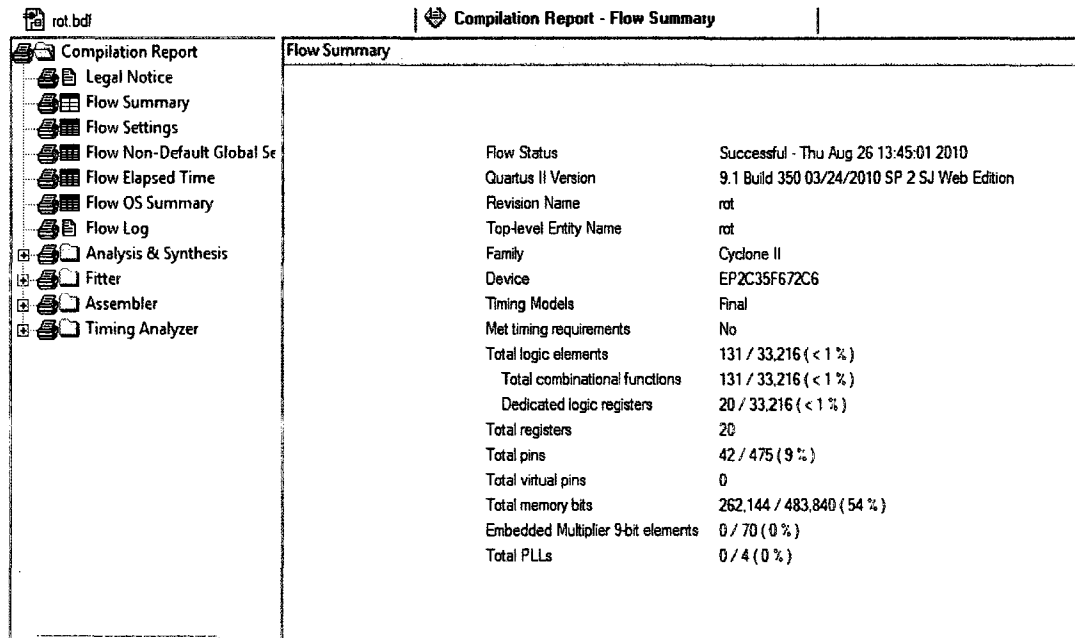 rot.bdf
Compilation Report - Flow Summary
Compilation Report
Legal Notice
Flow Summary
Flow Settings
Flow Non-Default Global Se
Flow Elapsed Time
Flow OS Summary
Flow Log
Analysis & Synthesis
Fitter
Assembler
Timing Analyzer
Flow Summary
Flow Status Successful - Thu Aug 26 13:45:01 2010
Quartus II Version 9.1 Build 350 03/24/2010 SP 2 SJ Web Edition
Revision Name rot
Top-level Entity Name rot
Family Cyclone II
Device EP2C35F672C6
Timing Models Final
Met timing requirements No
Total logic elements 131 / 33,216 ( < 1 % )
Total combinational functions 131 / 33,216 ( < 1 % )
Dedicated logic registers 20 / 33,216 ( < 1 % )
Total registers 20
Total pins 42 / 475 ( 9 % )
Total virtual pins 0
Total memory bits 262,144 / 483,840 ( 54 % )
Embedded Multiplier 9-bit elements 0 / 70 ( 0 % )
Total PLLs 0 / 4 ( 0 % )